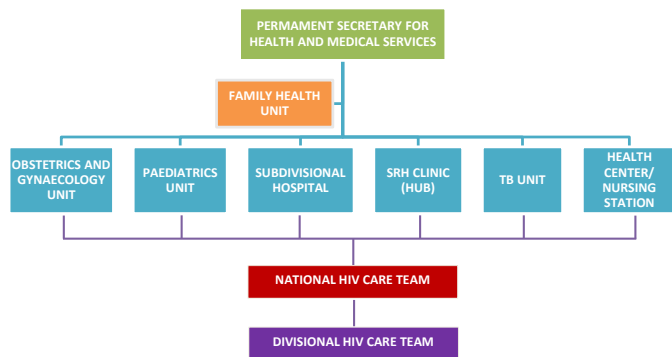 PERMAMENT SECRETARY FOR
HEALTH AND MEDICAL SERVICES
FAMILY HEALTH
UNIT
OBSTETRICS AND
GYNAECOLOGY
UNIT
PAEDIATRICS
UNIT
SUBDIVISIONAL
HOSPITAL
SRH CLINIC
(HUB)
TB UNIT
HEALTH
CENTER/
NURSING
STATION
NATIONAL HIV CARE TEAM
DIVISIONAL HIV CARE TEAM